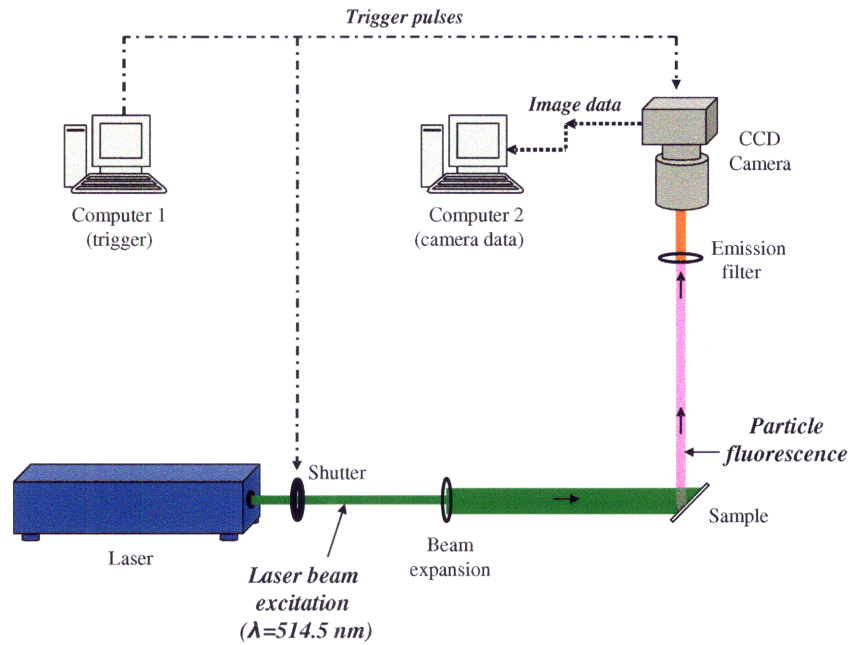 Trigger pulses
Image data
CCD
Camera
Computer 1
(trigger)
Computer 2
(camera data)
Emission
filter
Particle
fluorescence
Shutter
Sample
Laser
Beam
expansion
Laser beam
excitation
(λ=514.5 nm)